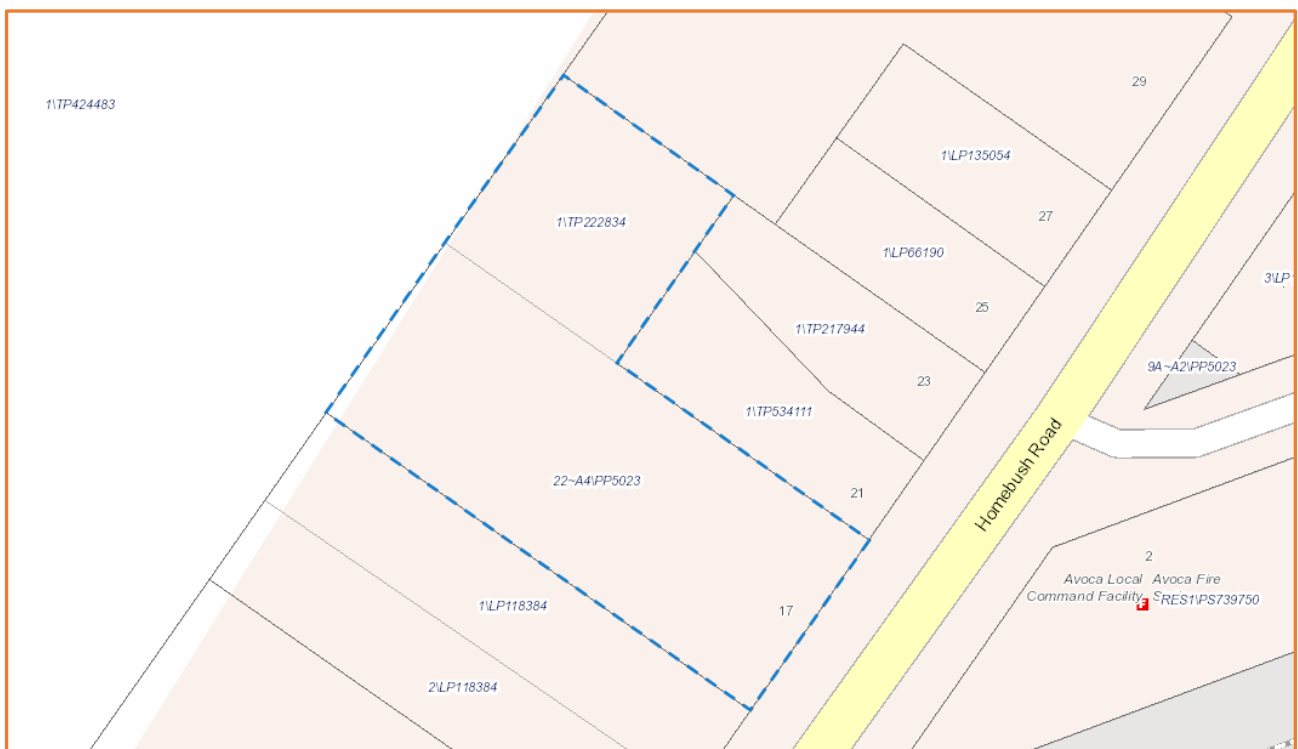 29
1\TP424483
1\LP135054
27
1\TP222834
1\LP66190
3\LP1
25
1\TP217944
9A~A2\PP5023
23
1\TP534111
Homebush Road
22~A4\PP5023
21
2
Avoca Local Avoca Fire
Command Facility S
RES1\PS739750
1\LP118384
17
2\LP118384